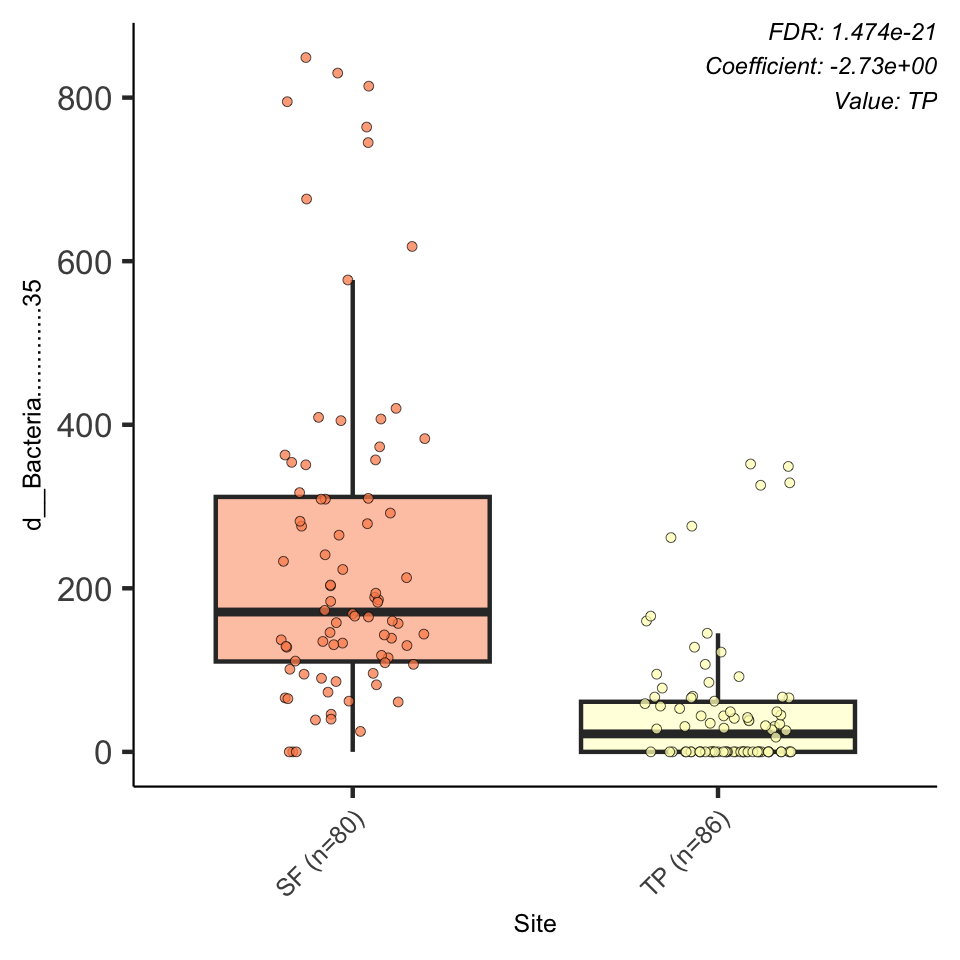 FDR: 1.474e-21
Coefficient: -2.73e+00
Value: TP
d__Bacteria.............35
800
600
400
200
0
SF (n=80)
TP (n=86)
Site